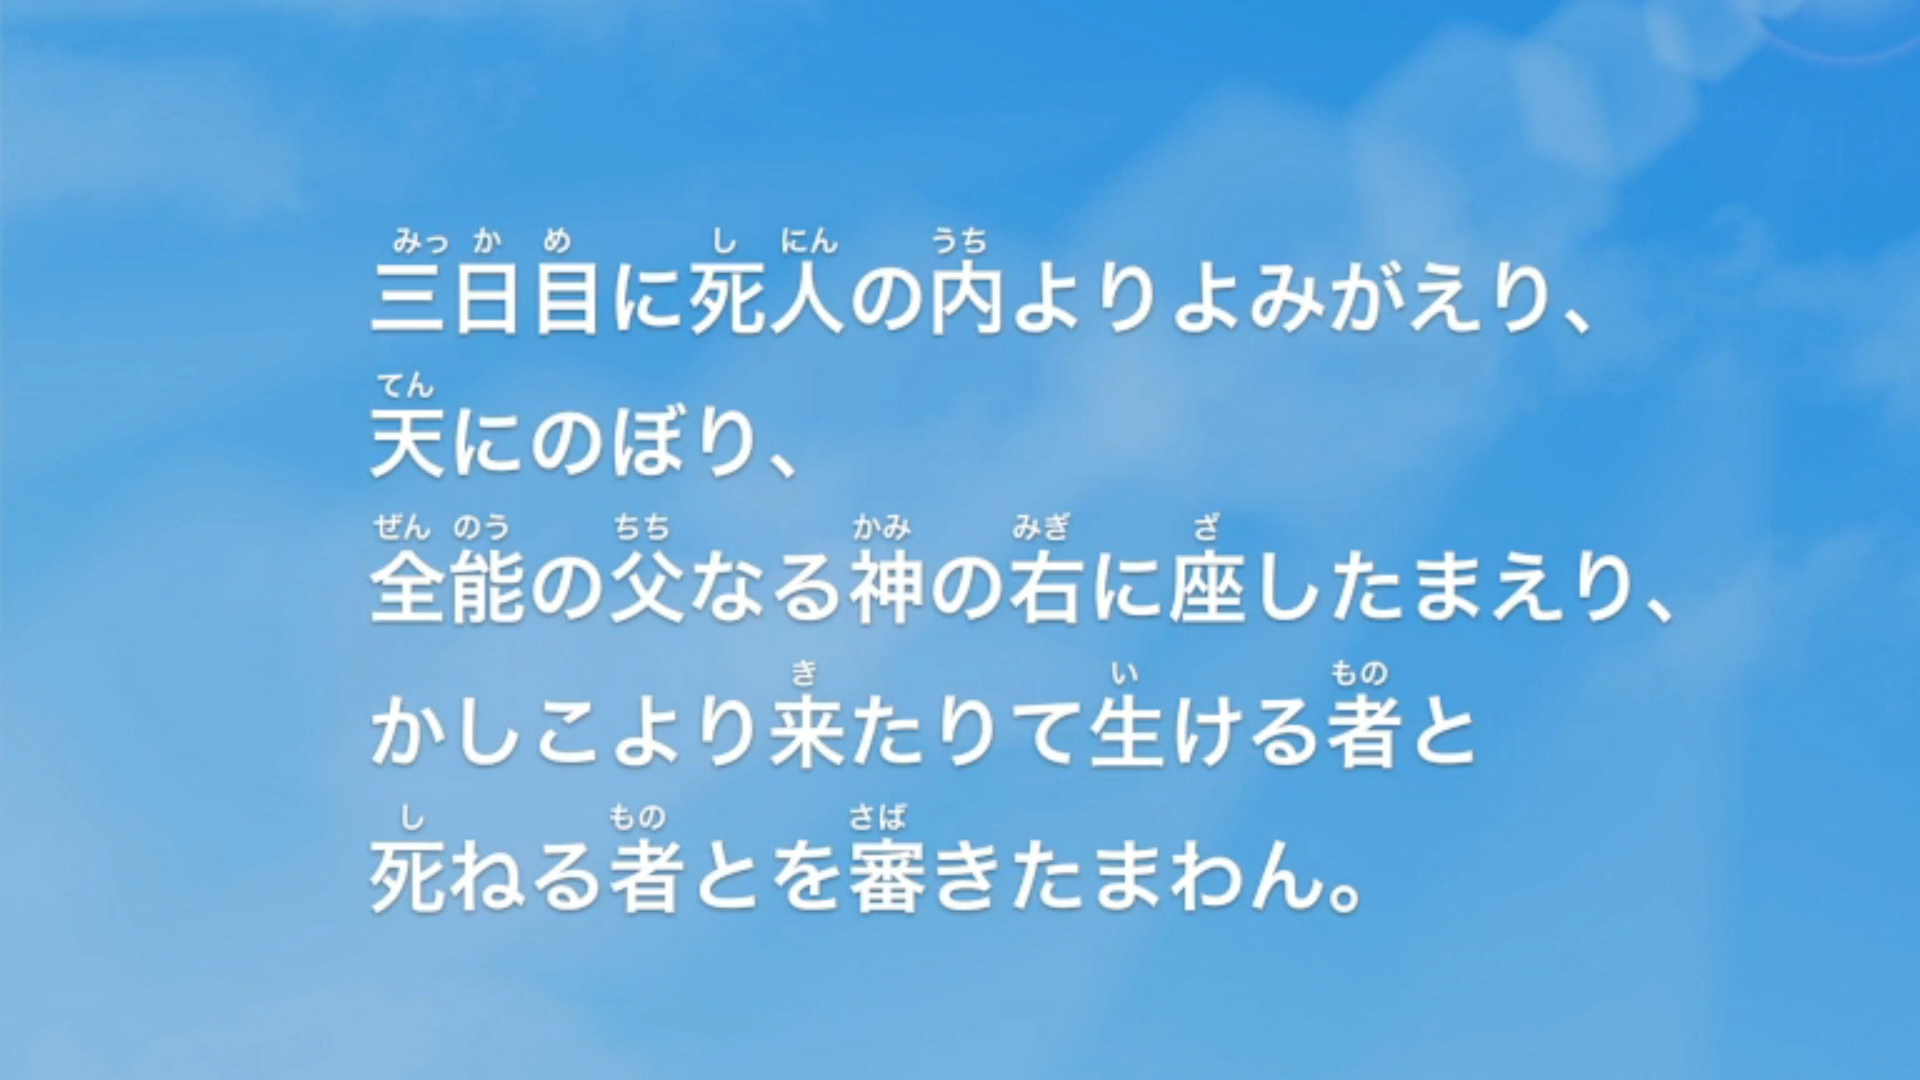 三日目に死人の内よりよみがえり、
天にのぼり、
全能の父なる神の右に座したまえり、
かしこより来たりて生ける者と
死ねる者とを審きたまわん。